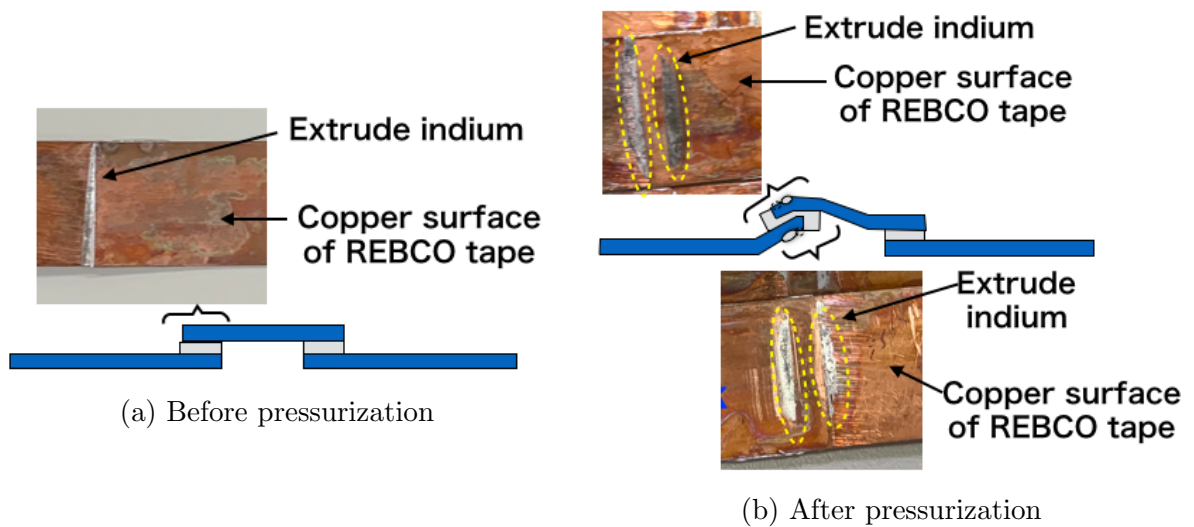 Extrude indium
Copper surface
of REBCO tape
(a) Before pressurization
Extrude indium
Copper surface
of REBCO tape
Extrude
indium
Copper surface
of REBCO tape
(b) After pressurization